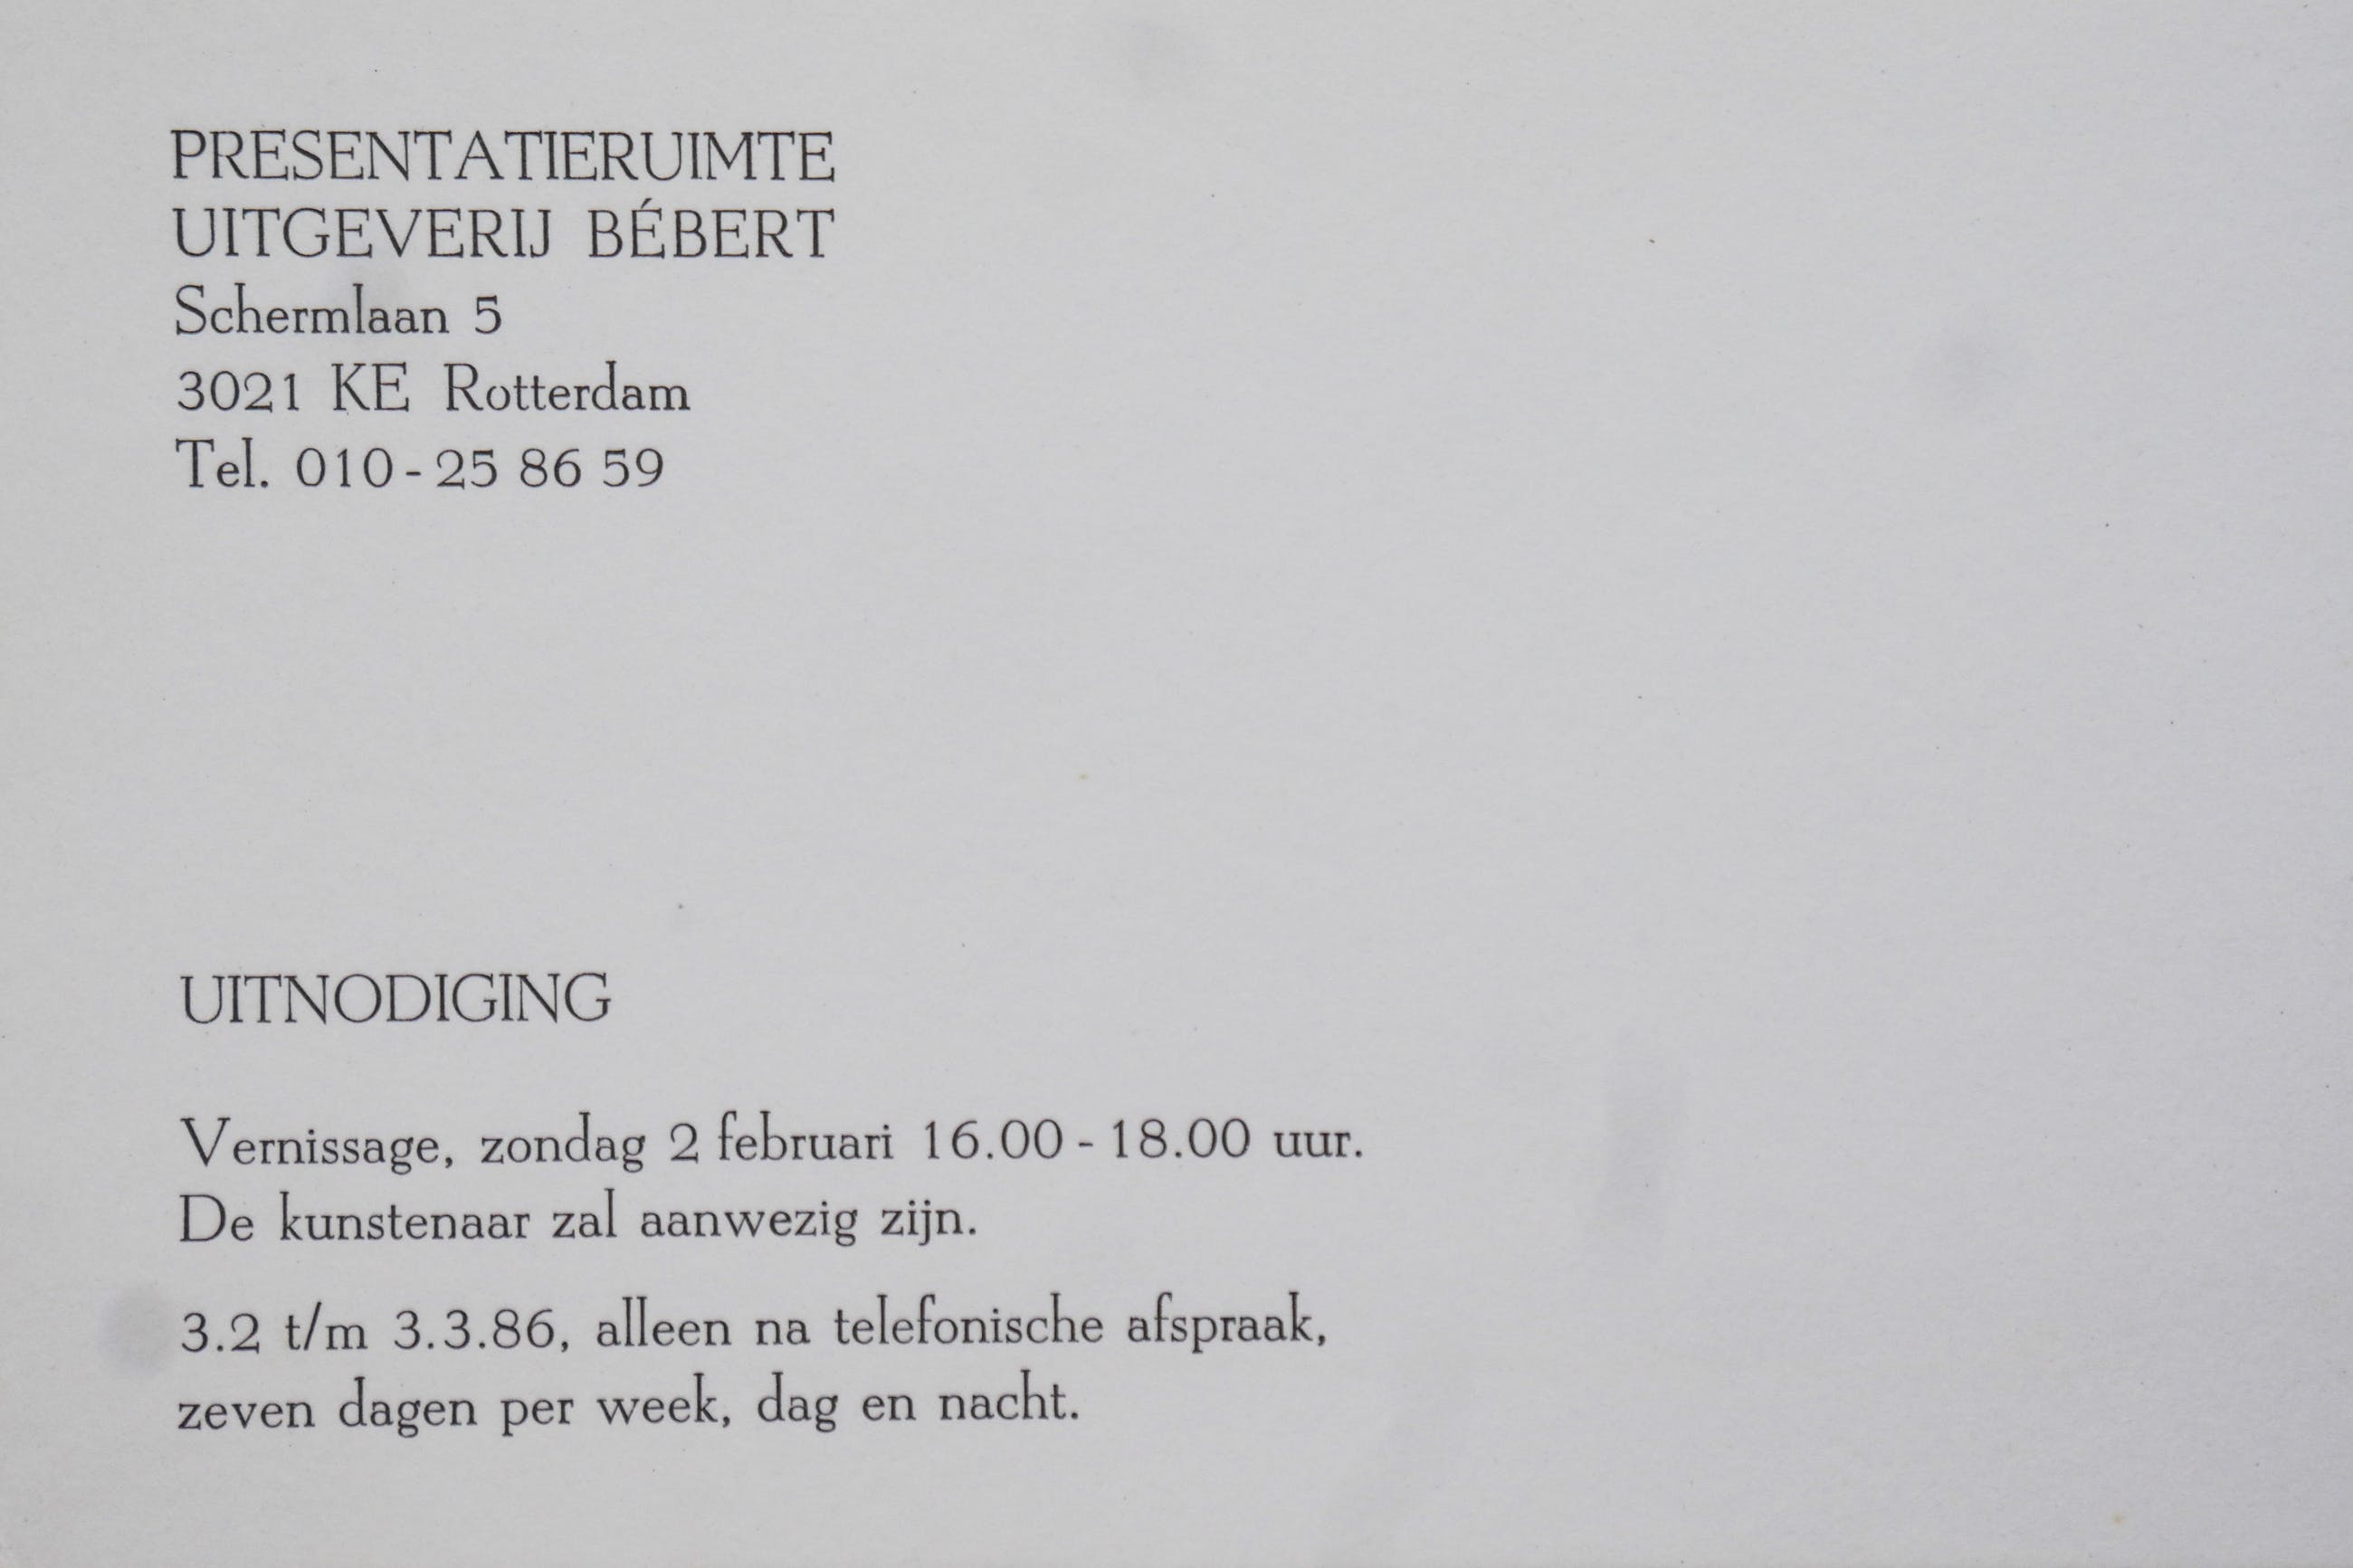 PRESENTATIERUIMTE
UITGEVERIJ BÉBERT
Schermlaan 5
3021 KE Rotterdam
Tel. 010-25 86 59
UITNODIGING
Vernissage, zondag 2 februari 16.00-18.00 uur.
De kunstenaar zal aanwezig zijn.
3.2 t/m 3.3.86, alleen na telefonische afspraak,
zeven dagen per week, dag en nacht.